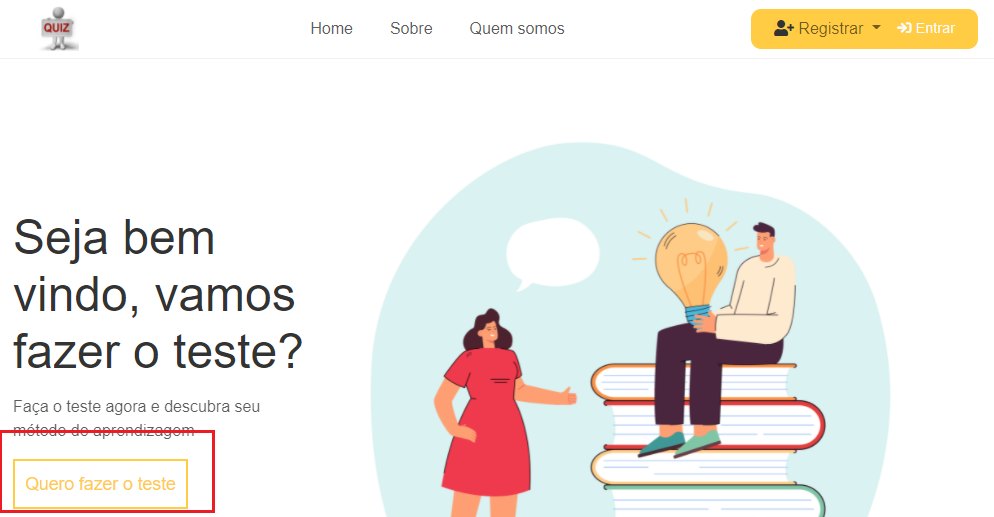 QUIZ
Home
Sobre
Quem somos
Registrar
Entrar
Seja bem
vindo, vamos
fazer o teste?
Faça o teste agora e descubra seu
método de aprendizagem
Quero fazer o teste